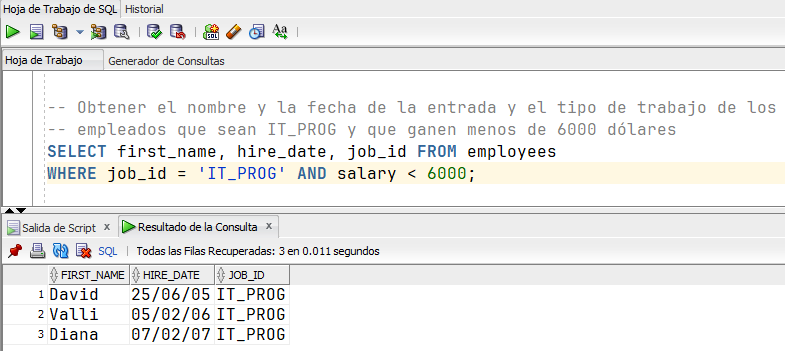 Hoja de Trabajo de SQL Historial
SQL Aa
Hoja de Trabajo Generador de Consultas
-- Obtener el nombre y la fecha de la entrada y el tipo de trabajo de los
-- empleados que sean IT_PROG y que ganen menos de 6000 dólares
SELECT first_name, hire_date, job_id FROM employees
WHERE job_id = 'IT_PROG' AND salary < 6000;
Salida de Script x Resultado de la Consulta x
SQL | Todas las Filas Recuperadas: 3 en 0.011 segundos
FIRST_NAME HIRE_DATE JOB_ID
1 David 25/06/05 IT_PROG
2 Valli 05/02/06 IT_PROG
3 Diana 07/02/07 IT_PROG